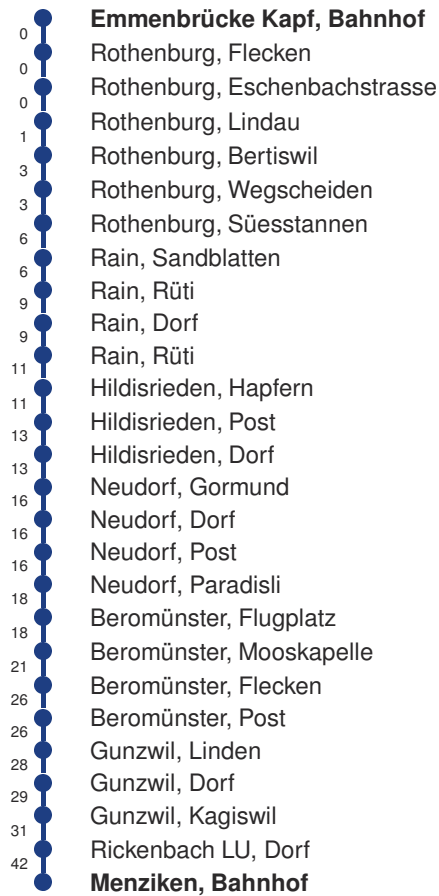 Emmenbrücke Kapf, Bahnhof
0
Rothenburg, Flecken
0
Rothenburg, Eschenbachstrasse
0
Rothenburg, Lindau
1
Rothenburg, Bertiswil
3
Rothenburg, Wegscheiden
3
Rothenburg, Süesstannen
6
Rain, Sandblatten
6
Rain, Rüti
9
Rain, Dorf
9
Rain, Rüti
11
Hildisrieden, Hapfern
11
Hildisrieden, Post
13
Hildisrieden, Dorf
13
Neudorf, Gormund
16
Neudorf, Dorf
16
Neudorf, Post
16
Neudorf, Paradisli
18
Beromünster, Flugplatz
18
Beromünster, Mooskapelle
21
Beromünster, Flecken
26
Beromünster, Post
26
Gunzwil, Linden
28
Gunzwil, Dorf
29
Gunzwil, Kagiswil
31
Rickenbach LU, Dorf
42
Menziken, Bahnhof